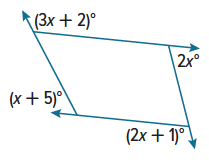 (3x + 2)°
2x°
(x + 5)°
(2x + 1)°